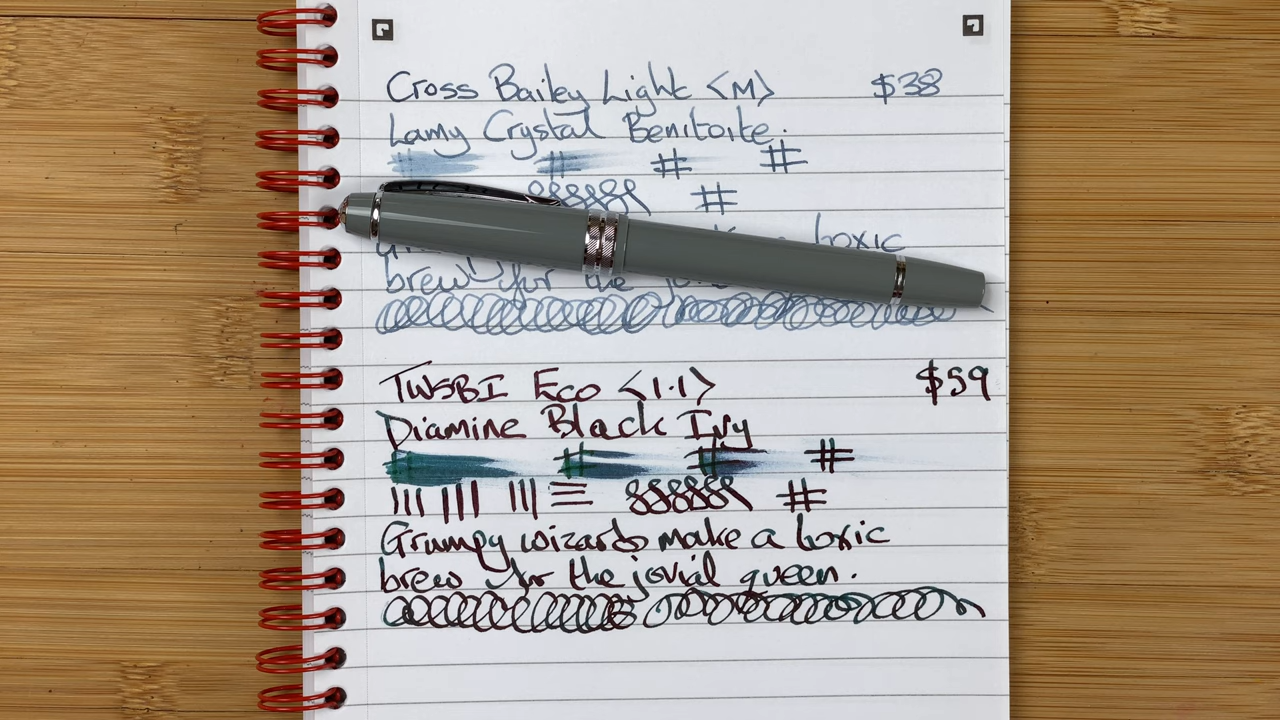 Cross Bailey Light <M> $38
Lamy Crystal Benitoite.
# # # #
#
a toxic
brew for the
TWSBI Eco <1.1> $59
Diamine Black Ivy
# # # #
||| ||| ||| ☰ #
Grumpy wizards make a toxic
brew for the jovial queen.